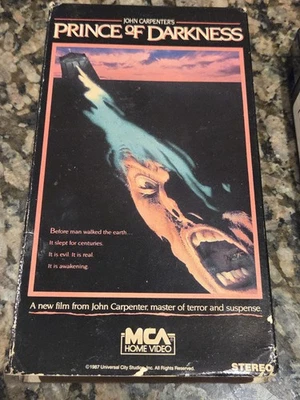 JOHN CARPENTER'S
PRINCE OF DARKNESS
Before man walked the earth...
It slept for centuries.
It is evil. It is real.
It is awakening.
A new film from John Carpenter, master of terror and suspense.
MCA
HOME VIDEO
©1987 Universal City Studios, Inc. All Rights Reserved.
STEREO